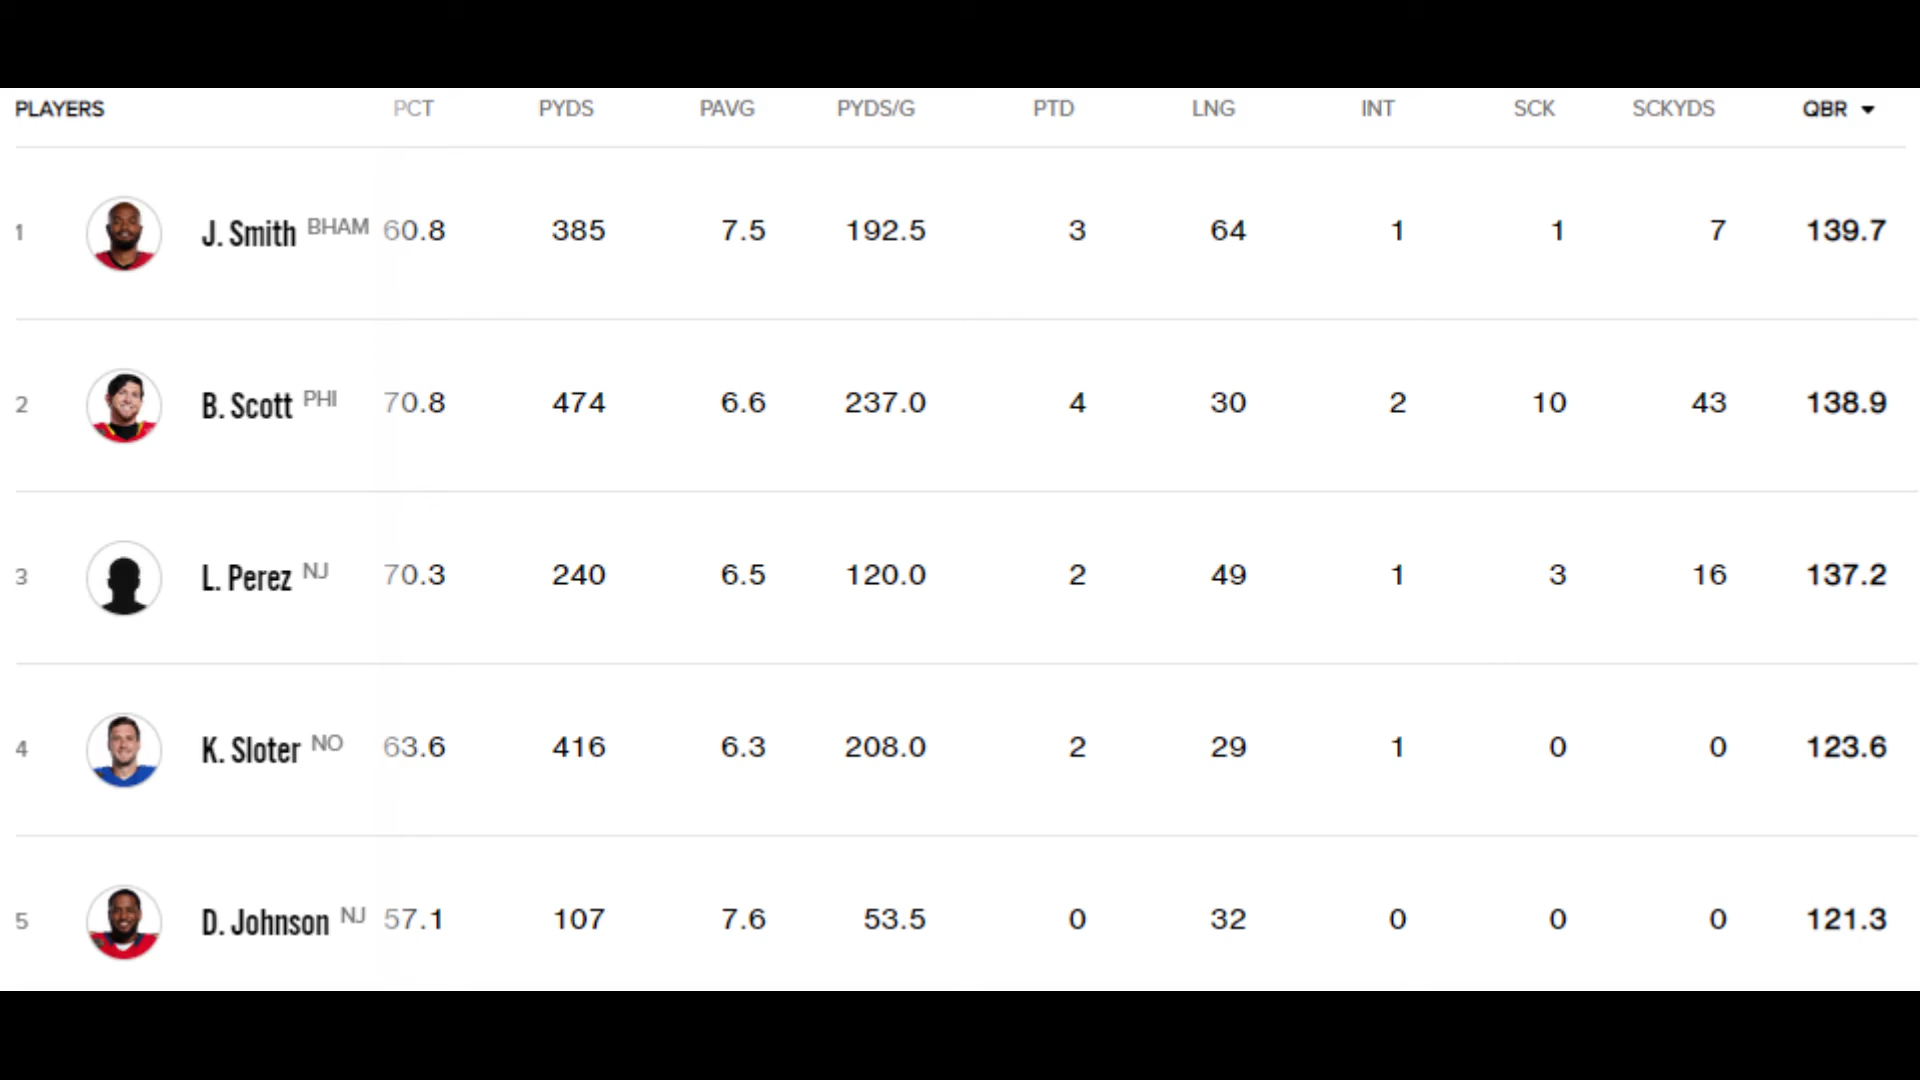 PLAYERS PCT PYDS PAVG PYDS/G PTD LNG INT SCK SCKYDS QBR
1 J. Smith BHAM 60.8 385 7.5 192.5 3 64 1 1 7 139.7
2 B. Scott PHI 70.8 474 6.6 237.0 4 30 2 10 43 138.9
3 L. Perez NJ 70.3 240 6.5 120.0 2 49 1 3 16 137.2
4 K. Sloter NO 63.6 416 6.3 208.0 2 29 1 0 0 123.6
5 D. Johnson NJ 57.1 107 7.6 53.5 0 32 0 0 0 121.3